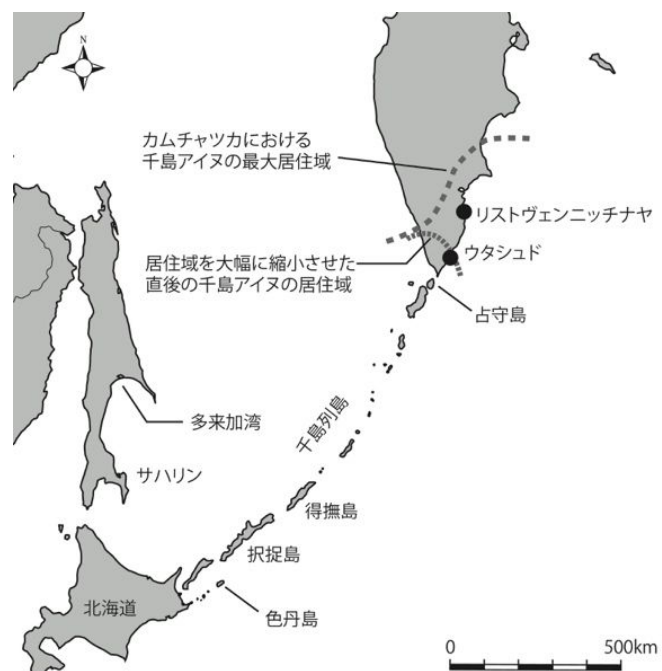 N
カムチャツカにおける
千島アイヌの最大居住域
リストヴェンニッチナヤ
ウタシュド
居住域を大幅に縮小させた
直後の千島アイヌの居住域
占守島
多来加湾
千島列島
サハリン
得撫島
択捉島
北海道
色丹島
0
500km